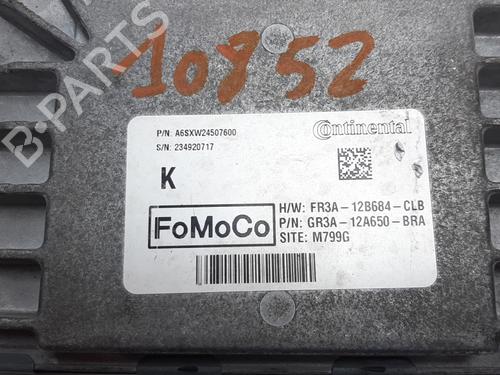 10852
P/N: A6SXW24507600
Continental
S/N: 234920717
K
FoMoCo
H/W: FR3A-12B684-CLB
P/N: GR3A-12A650-BRA
SITE: M799G
B-Parts